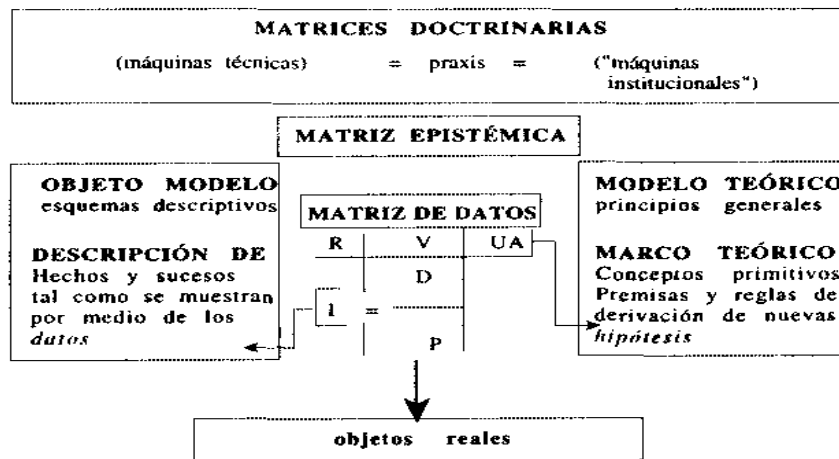 MATRICES DOCTRINARIAS
(máquinas técnicas) = praxis = ("máquinas
institucionales")
MATRIZ EPISTÉMICA
OBJETO MODELO
esquemas descriptivos
DESCRIPCIÓN DE
Hechos y sucesos
tal como se muestran
por medio de los
datos
MATRIZ DE DATOS
R V UA
D
I =
P
MODELO TEÓRICO
principios generales
MARCO TEÓRICO
Conceptos primitivos
Premisas y reglas de
derivación de nuevas
hipótesis
objetos reales